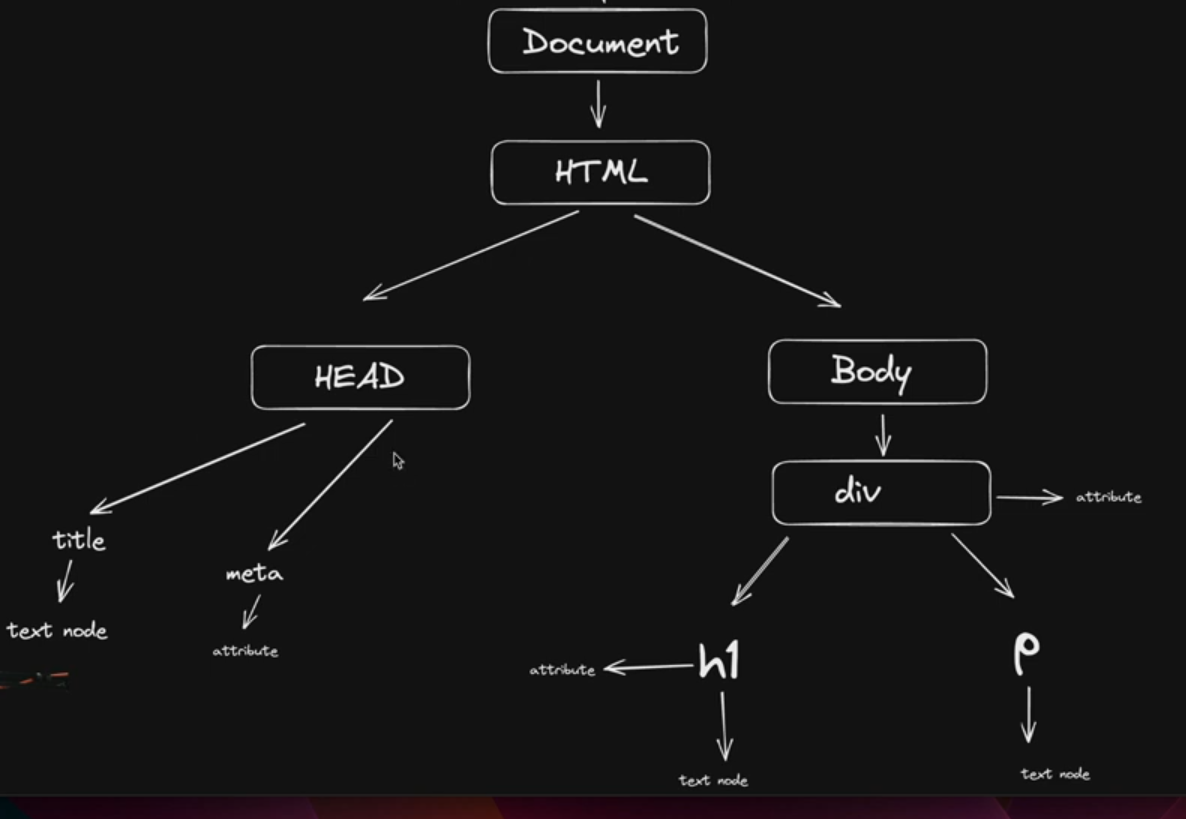 Document
HTML
HEAD
Body
div
attribute
title
meta
text node
attribute
h1
attribute
p
text node
text node